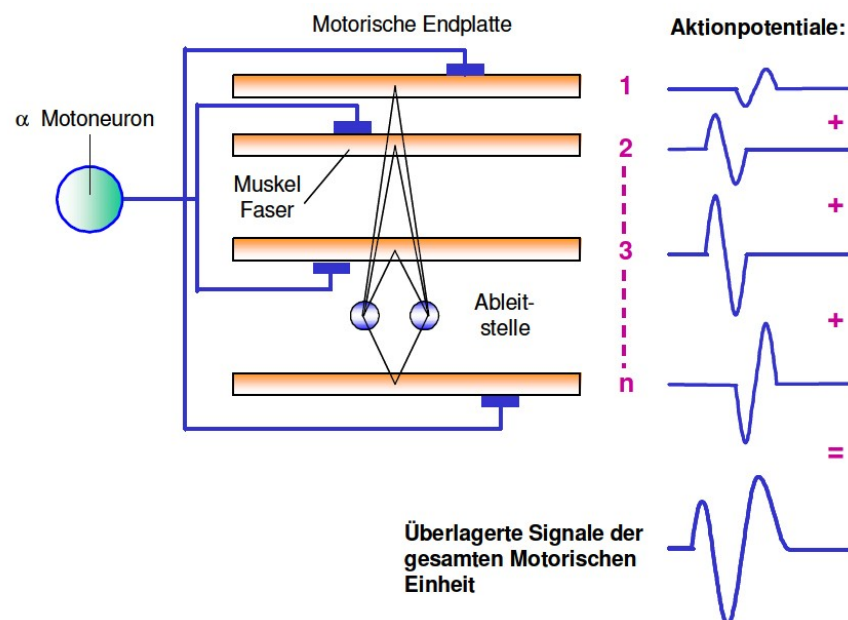 Motorische Endplatte
Aktionpotentiale:
α Motoneuron
1
+
2
Muskel
Faser
+
3
Ableit-
stelle
+
n
=
Überlagerte Signale der
gesamten Motorischen
Einheit